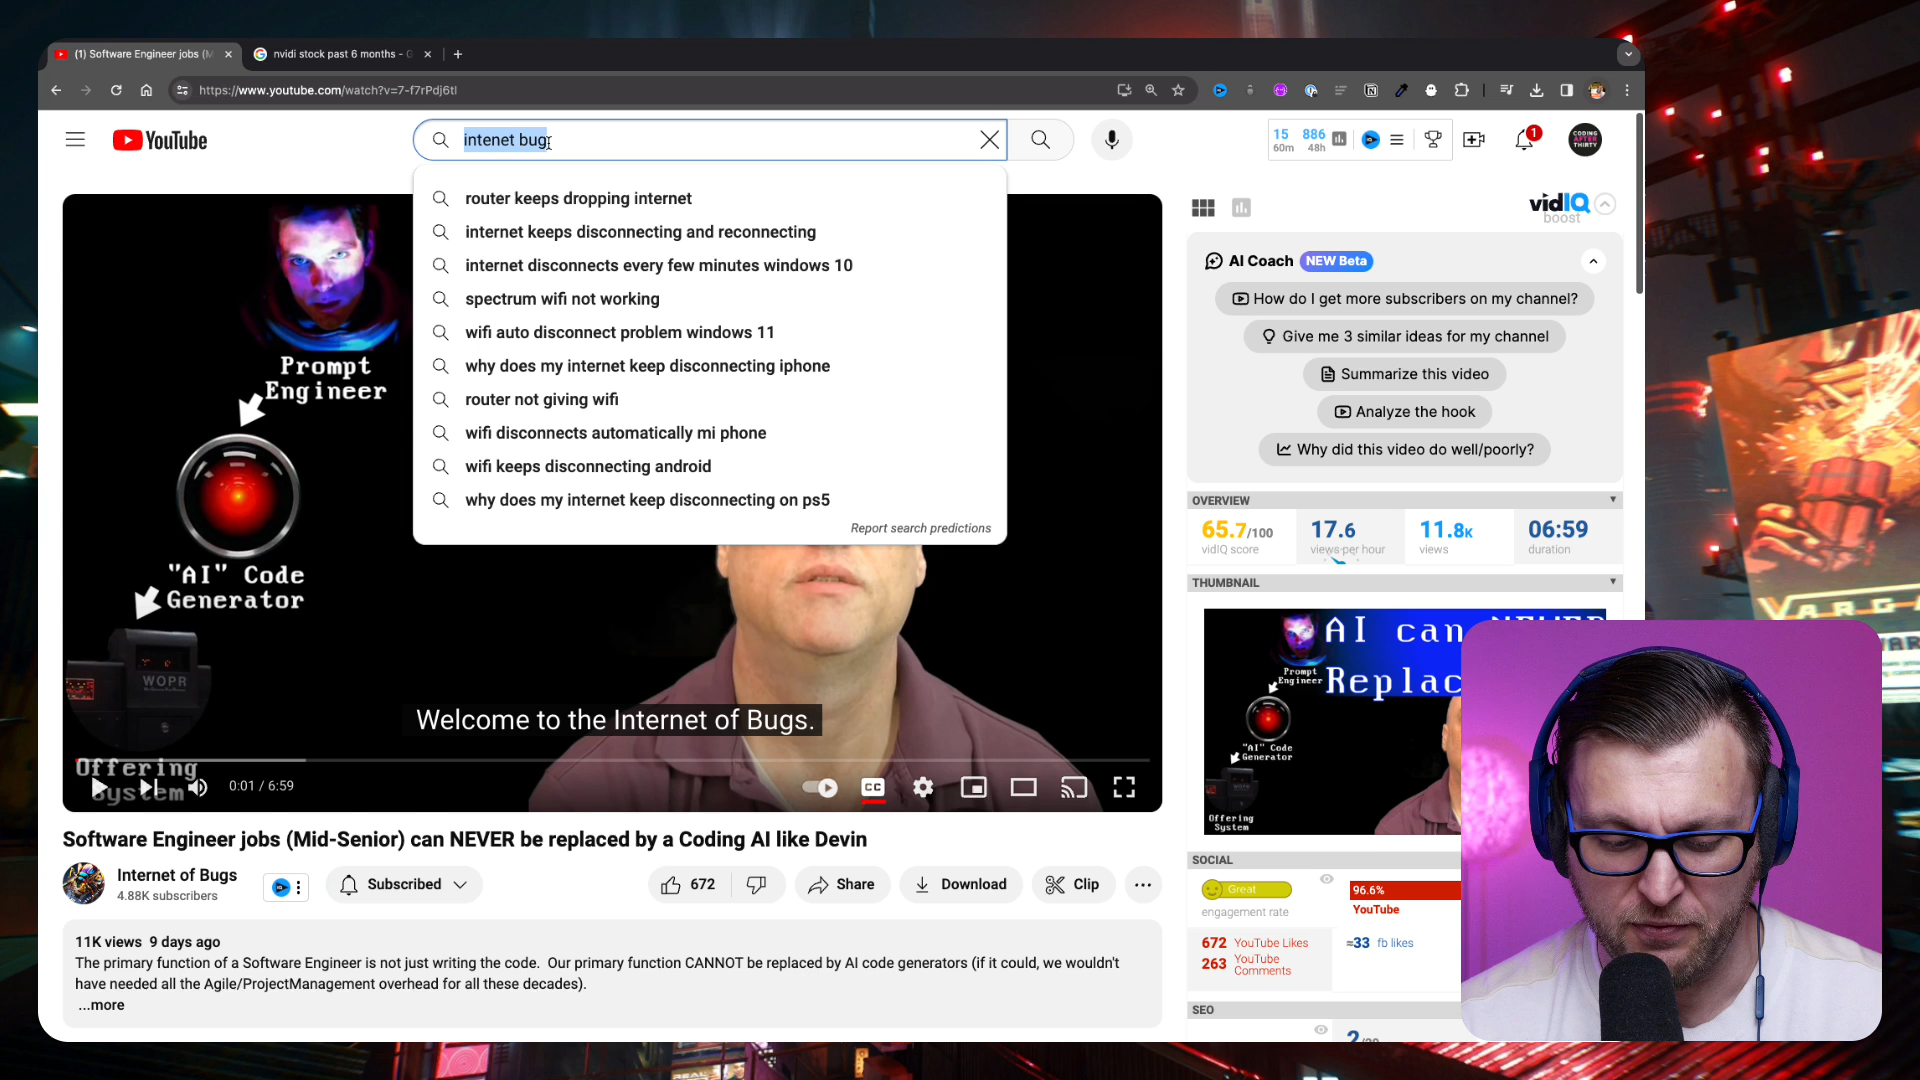 (1) Software Engineer jobs (M
nvidi stock past 6 months - G
https://www.youtube.com/watch?v=7-f7rPdj6tI
YouTube
intenet bug
15
60m
886
48h
1
CODING
AFTER
THIRTY
router keeps dropping internet
internet keeps disconnecting and reconnecting
internet disconnects every few minutes windows 10
spectrum wifi not working
wifi auto disconnect problem windows 11
why does my internet keep disconnecting iphone
router not giving wifi
wifi disconnects automatically mi phone
wifi keeps disconnecting android
why does my internet keep disconnecting on ps5
Report search predictions
Prompt
Engineer
"AI" Code
Generator
WOPR
Offering
System
Welcome to the Internet of Bugs.
0:01 / 6:59
CC
Software Engineer jobs (Mid-Senior) can NEVER be replaced by a Coding AI like Devin
Internet of Bugs
4.88K subscribers
Subscribed
672
Share
Download
Clip
11K views 9 days ago
The primary function of a Software Engineer is not just writing the code. Our primary function CANNOT be replaced by AI code generators (if it could, we wouldn't
have needed all the Agile/ProjectManagement overhead for all these decades).
...more
vidIQ
boost
AI Coach NEW Beta
How do I get more subscribers on my channel?
Give me 3 similar ideas for my channel
Summarize this video
Analyze the hook
Why did this video do well/poorly?
OVERVIEW
65.7/100
vidIQ score
17.6
views per hour
11.8K
views
06:59
duration
THUMBNAIL
AI can
Replac
Prompt
Engineer
"AI" Code
Generator
Offering
System
SOCIAL
Great
engagement rate
96.6%
YouTube
672 YouTube Likes
263 YouTube
Comments
≈33 fb likes
SEO